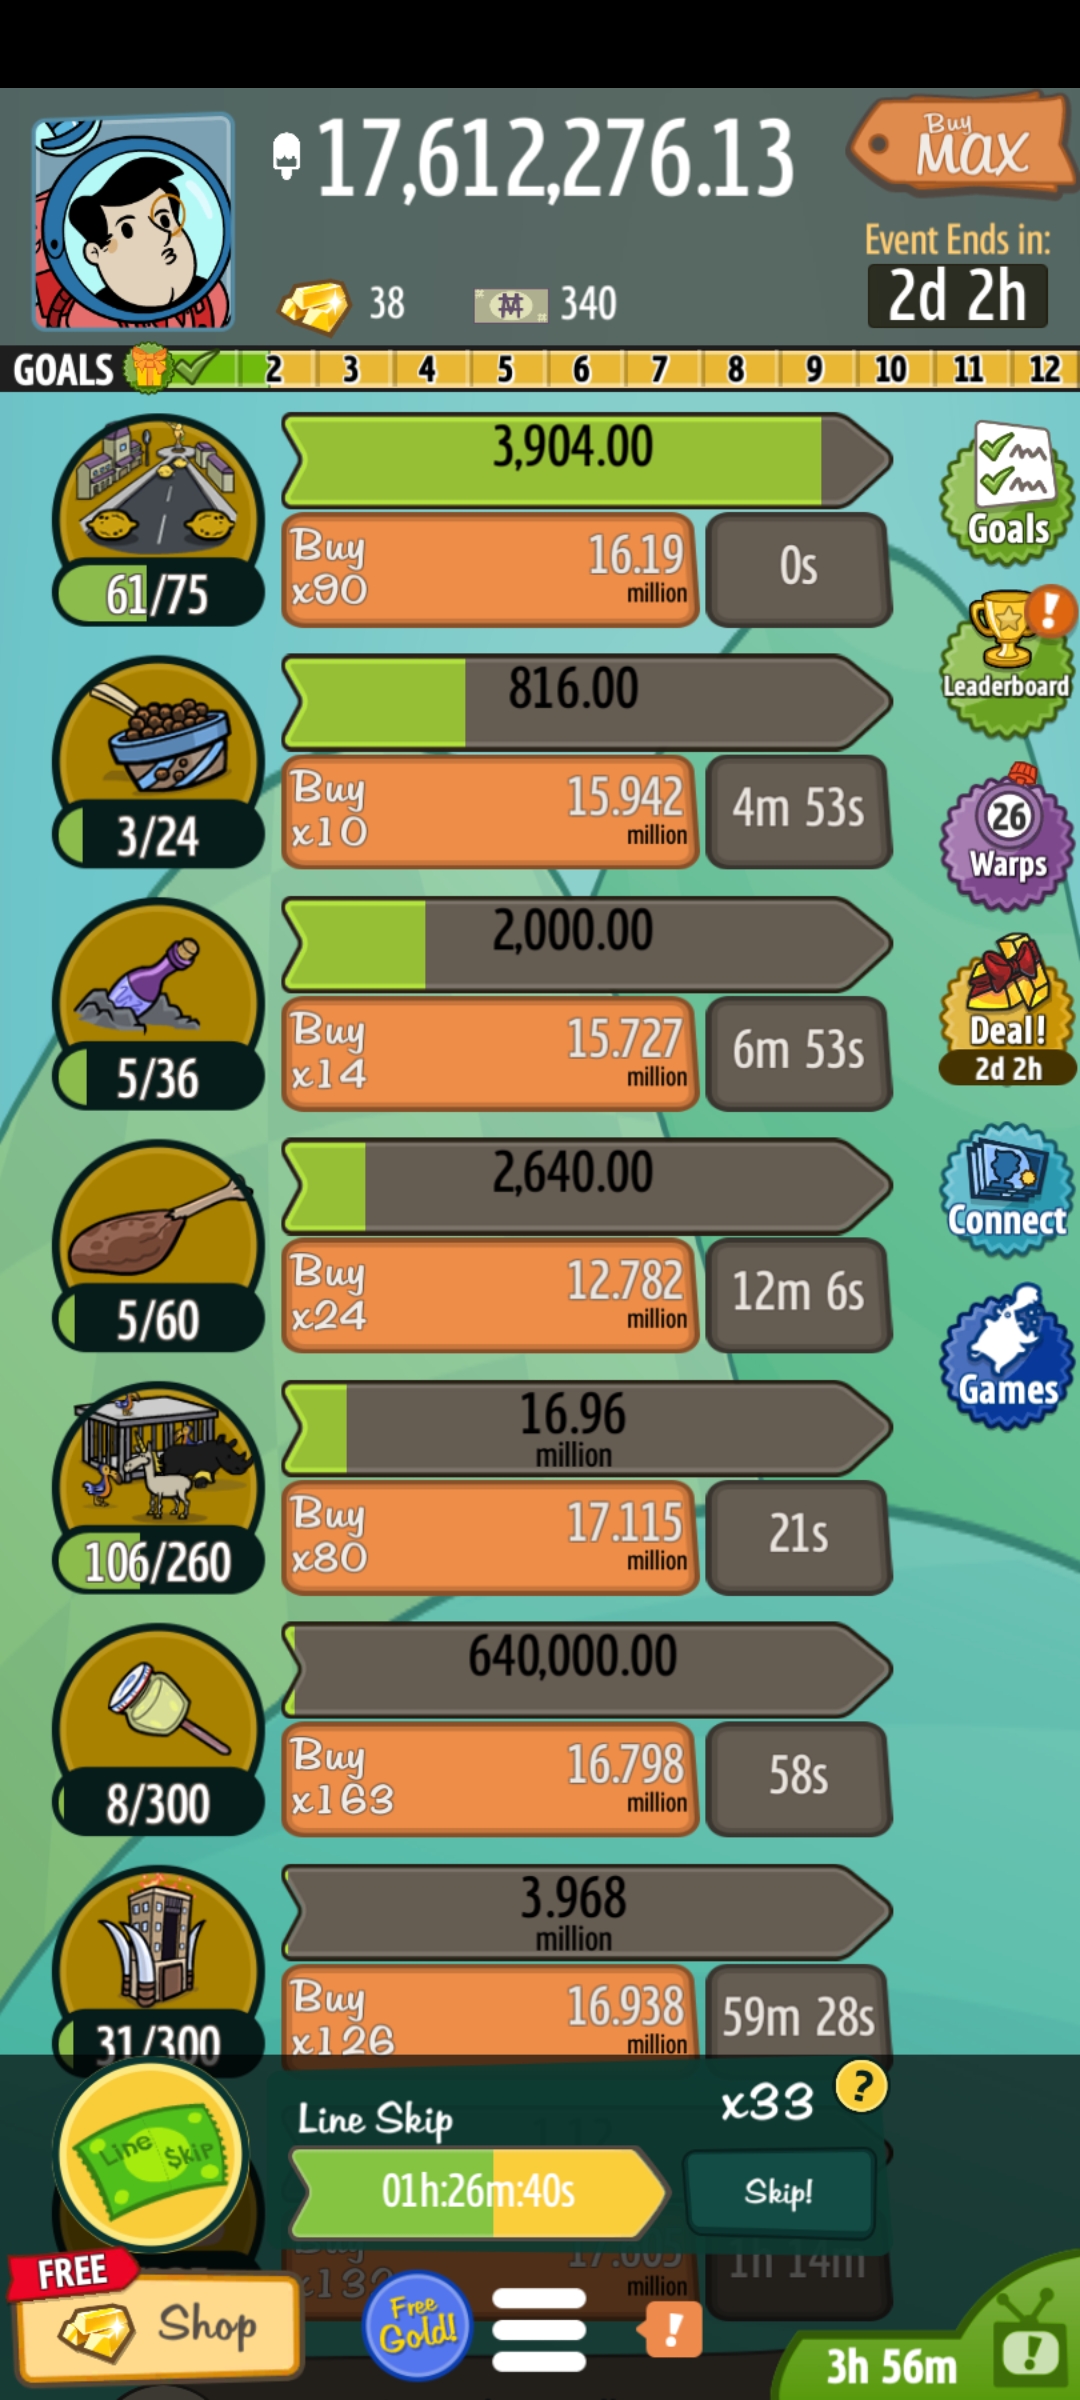 17,612,276.13
Buy
MAX
Event Ends in:
2d 2h
38
340
GOALS 2 3 4 5 6 7 8 9 10 11 12
3,904.00
Buy
x90
16.19
million
0s
61/75
Goals
816.00
Buy
x10
15.942
million
4m 53s
3/24
Leaderboard
2,000.00
Buy
x14
15.727
million
6m 53s
5/36
26
Warps
Deal!
2d 2h
2,640.00
Buy
x24
12.782
million
12m 6s
5/60
Connect
16.96
million
Buy
x80
17.115
million
21s
106/260
Games
640,000.00
Buy
x163
16.798
million
58s
8/300
3.968
million
Buy
x126
16.938
million
59m 28s
31/300
Line Skip
x33
?
Line $kip
01h:26m:40s
Skip!
Buy
million
1h 14m
FREE
Shop
Free
Gold!
!
3h 56m